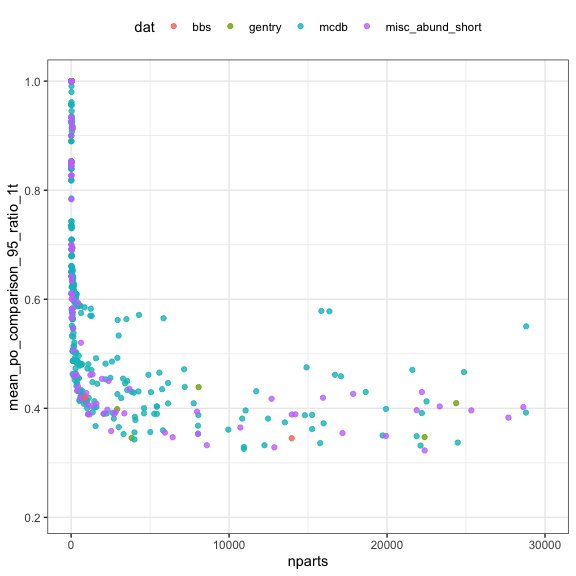 dat bbs gentry mcdb misc_abund_short
1.0
0.8
0.6
0.4
0.2
mean_po_comparison_95_ratio_1t
0 10000 20000 30000
nparts